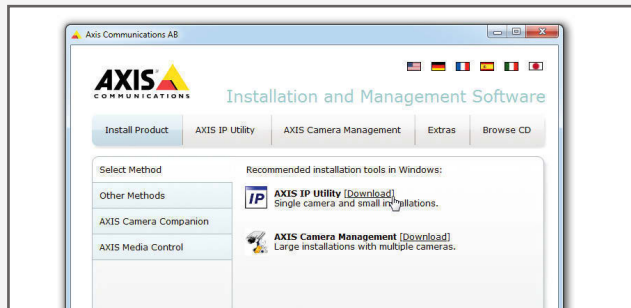 Axis Communications AB
AXIS
COMMUNICATIONS
Installation and Management Software
Install Product
AXIS IP Utility
AXIS Camera Management
Extras
Browse CD
Select Method
Other Methods
AXIS Camera Companion
AXIS Media Control
Recommended installation tools in Windows:
IP
AXIS IP Utility [Download]
Single camera and small installations.
AXIS Camera Management [Download]
Large installations with multiple cameras.